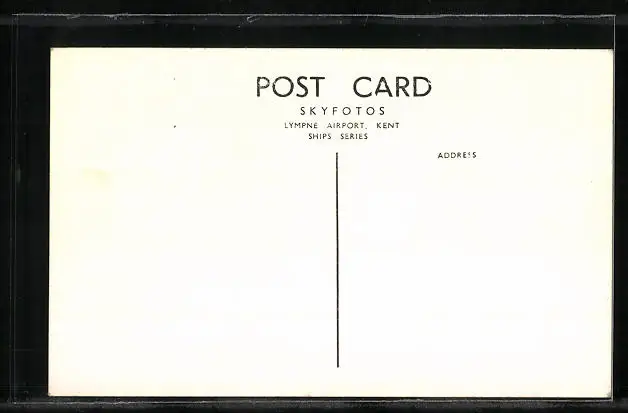 POST CARD
SKYFOTOS
LYMPNE AIRPORT, KENT
SHIPS SERIES
ADDRESS